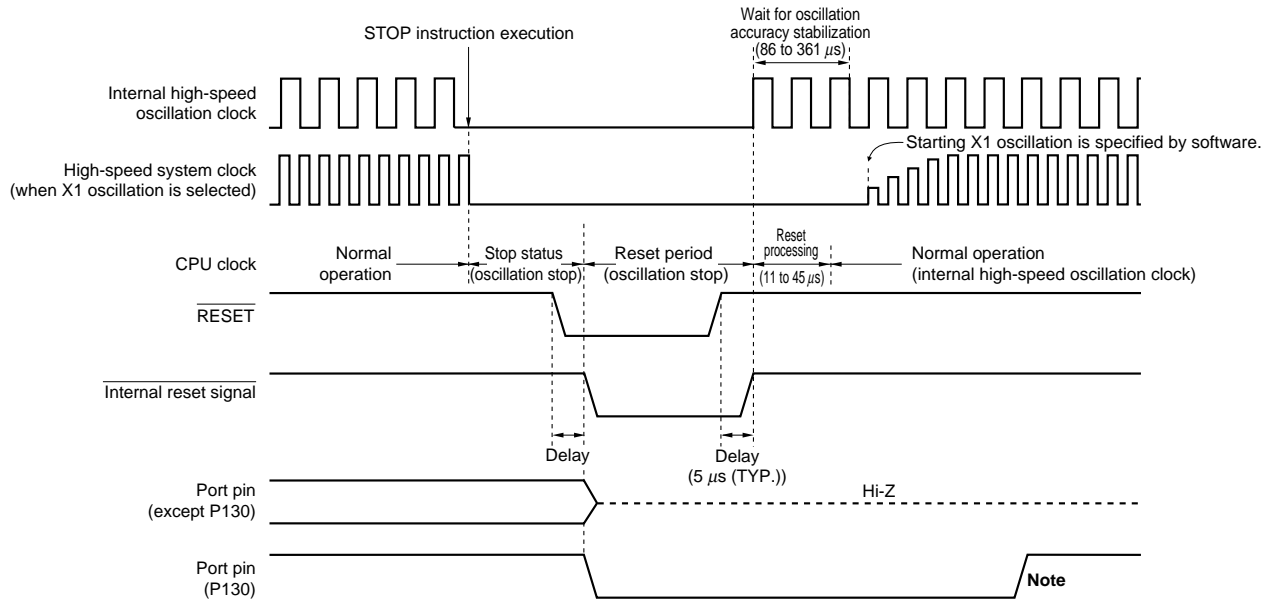 Wait for oscillation
accuracy stabilization
(86 to 361 μs)
STOP instruction execution
Internal high-speed
oscillation clock
Starting X1 oscillation is specified by software.
High-speed system clock
(when X1 oscillation is selected)
CPU clock
Normal
operation
Stop status
(oscillation stop)
Reset period
(oscillation stop)
Reset
processing
(11 to 45 μs)
Normal operation
(internal high-speed oscillation clock)
RESET
Internal reset signal
Delay
Delay
(5 μs (TYP.))
Port pin
(except P130)
Hi-Z
Port pin
(P130)
Note